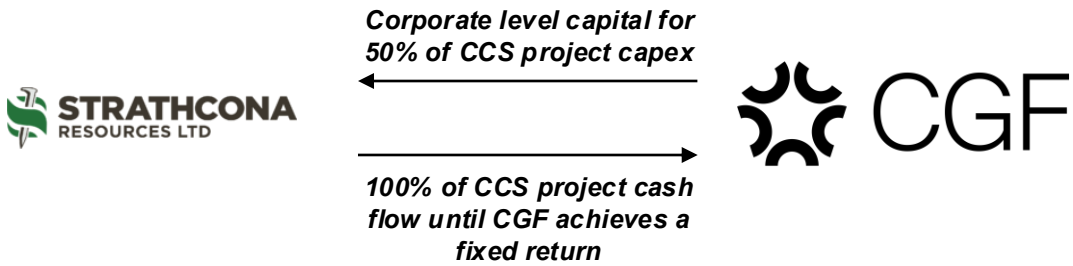 Corporate level capital for
50% of CCS project capex
STRATHCONA
RESOURCES LTD
CGF
100% of CCS project cash
flow until CGF achieves a
fixed return